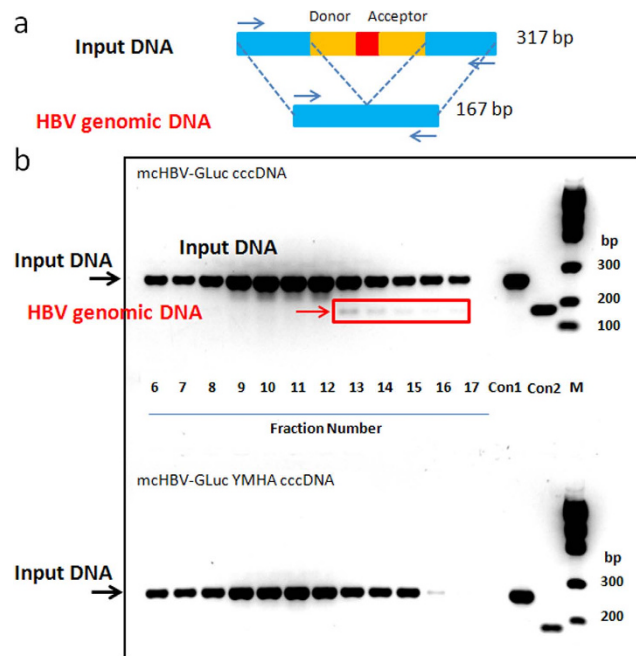 a
Donor Acceptor
Input DNA 317 bp
HBV genomic DNA 167 bp
b
mcHBV-GLuc cccDNA
Input DNA
Input DNA
bp
300
HBV genomic DNA
200
100
6 7 8 9 10 11 12 13 14 15 16 17 Con1 Con2 M
Fraction Number
mcHBV-GLuc YMHA cccDNA
bp
Input DNA
300
200